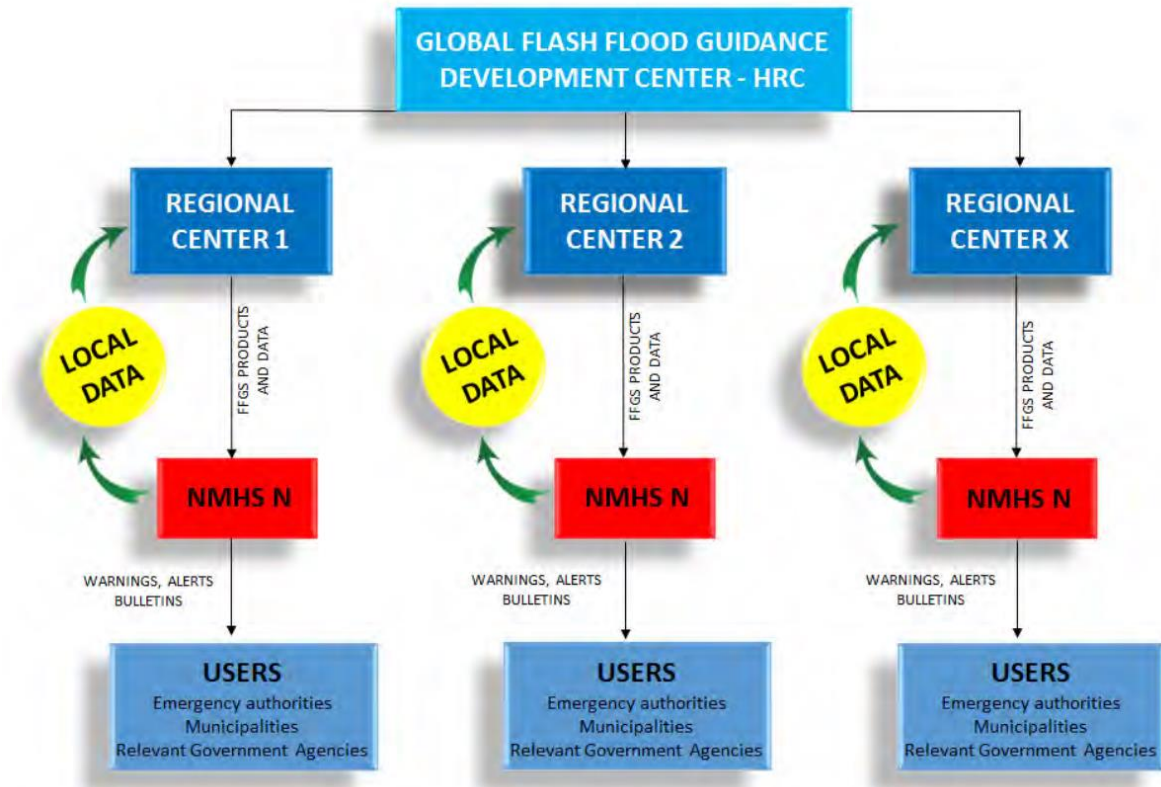 GLOBAL FLASH FLOOD GUIDANCE
DEVELOPMENT CENTER - HRC
REGIONAL
CENTER 1
REGIONAL
CENTER 2
REGIONAL
CENTER X
LOCAL
DATA
FFGS PRODUCTS
AND DATA
LOCAL
DATA
FFGS PRODUCTS
AND DATA
LOCAL
DATA
FFGS PRODUCTS
AND DATA
NMHS N
NMHS N
NMHS N
WARNINGS, ALERTS
BULLETINS
WARNINGS, ALERTS
BULLETINS
WARNINGS, ALERTS
BULLETINS
USERS
Emergency authorities
Municipalities
Relevant Government Agencies
USERS
Emergency authorities
Municipalities
Relevant Government Agencies
USERS
Emergency authorities
Municipalities
Relevant Government Agencies